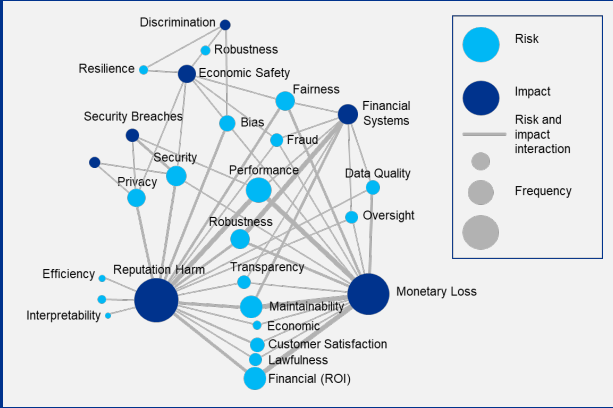 Discrimination
Robustness
Resilience
Economic Safety
Fairness
Financial
Systems
Security Breaches
Bias
Fraud
Security
Performance
Data Quality
Privacy
Oversight
Robustness
Reputation Harm
Transparency
Efficiency
Monetary Loss
Maintainability
Interpretability
Economic
Customer Satisfaction
Lawfulness
Financial (ROI)
Risk
Impact
Risk and
impact
interaction
Frequency